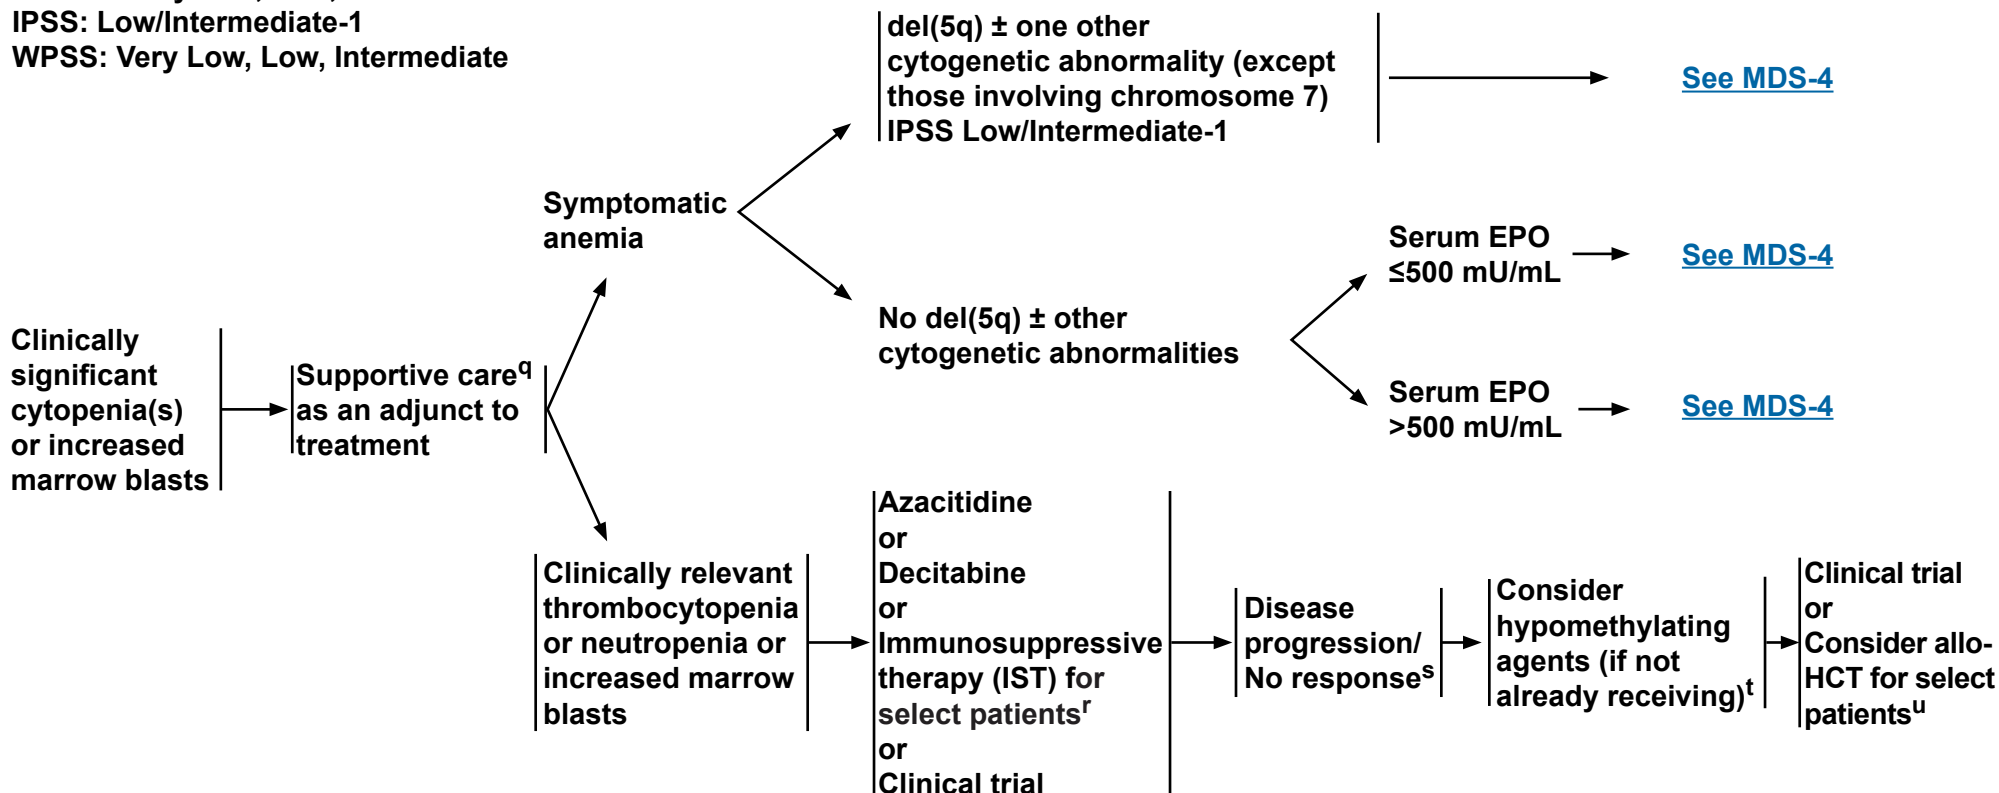 IPSS: Low/Intermediate-1
WPSS: Very Low, Low, Intermediate
del(5q) ± one other
cytogenetic abnormality (except
those involving chromosome 7)
IPSS Low/Intermediate-1
See MDS-4
Symptomatic
anemia
Serum EPO
≤500 mU/mL
See MDS-4
No del(5q) ± other
cytogenetic abnormalities
Serum EPO
>500 mU/mL
See MDS-4
Clinically
significant
cytopenia(s)
or increased
marrow blasts
Supportive care^q
as an adjunct to
treatment
Clinically relevant
thrombocytopenia
or neutropenia or
increased marrow
blasts
Azacitidine
or
Decitabine
or
Immunosuppressive
therapy (IST) for
select patients^r
or
Clinical trial
Disease
progression/
No response^s
Consider
hypomethylating
agents (if not
already receiving)^t
Clinical trial
or
Consider allo-
HCT for select
patients^u